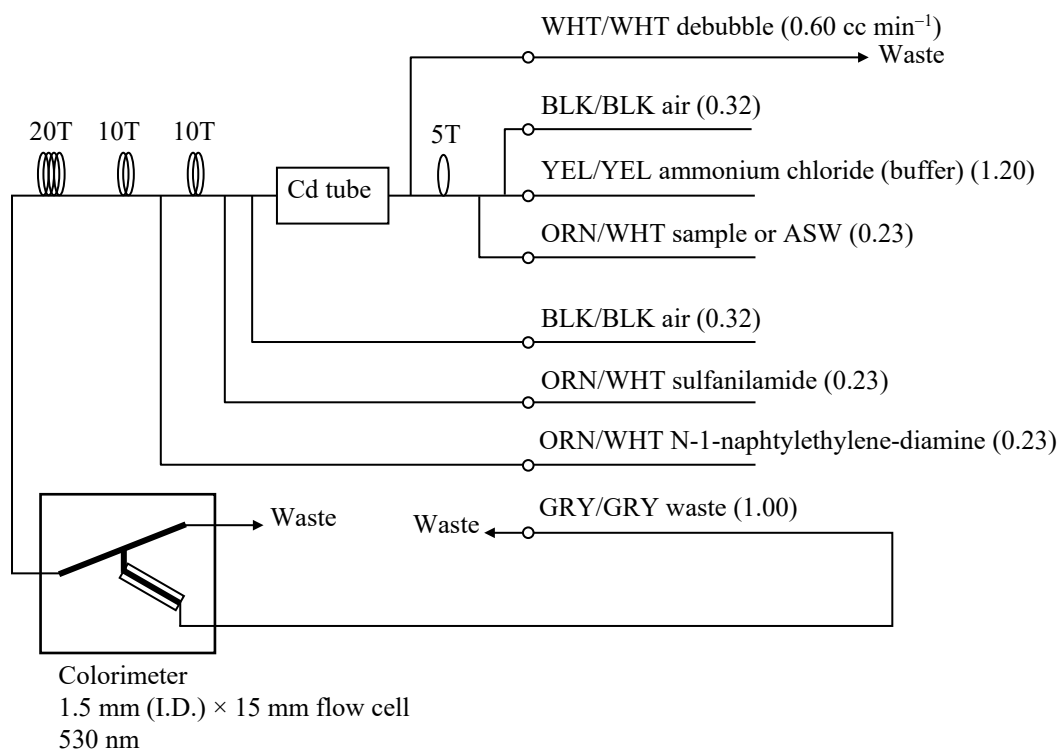 WHT/WHT debubble (0.60 cc min⁻¹)
Waste
BLK/BLK air (0.32)
20T 10T 10T 5T
YEL/YEL ammonium chloride (buffer) (1.20)
Cd tube
ORN/WHT sample or ASW (0.23)
BLK/BLK air (0.32)
ORN/WHT sulfanilamide (0.23)
ORN/WHT N-1-naphtylethylene-diamine (0.23)
GRY/GRY waste (1.00)
Waste Waste
Colorimeter
1.5 mm (I.D.) × 15 mm flow cell
530 nm